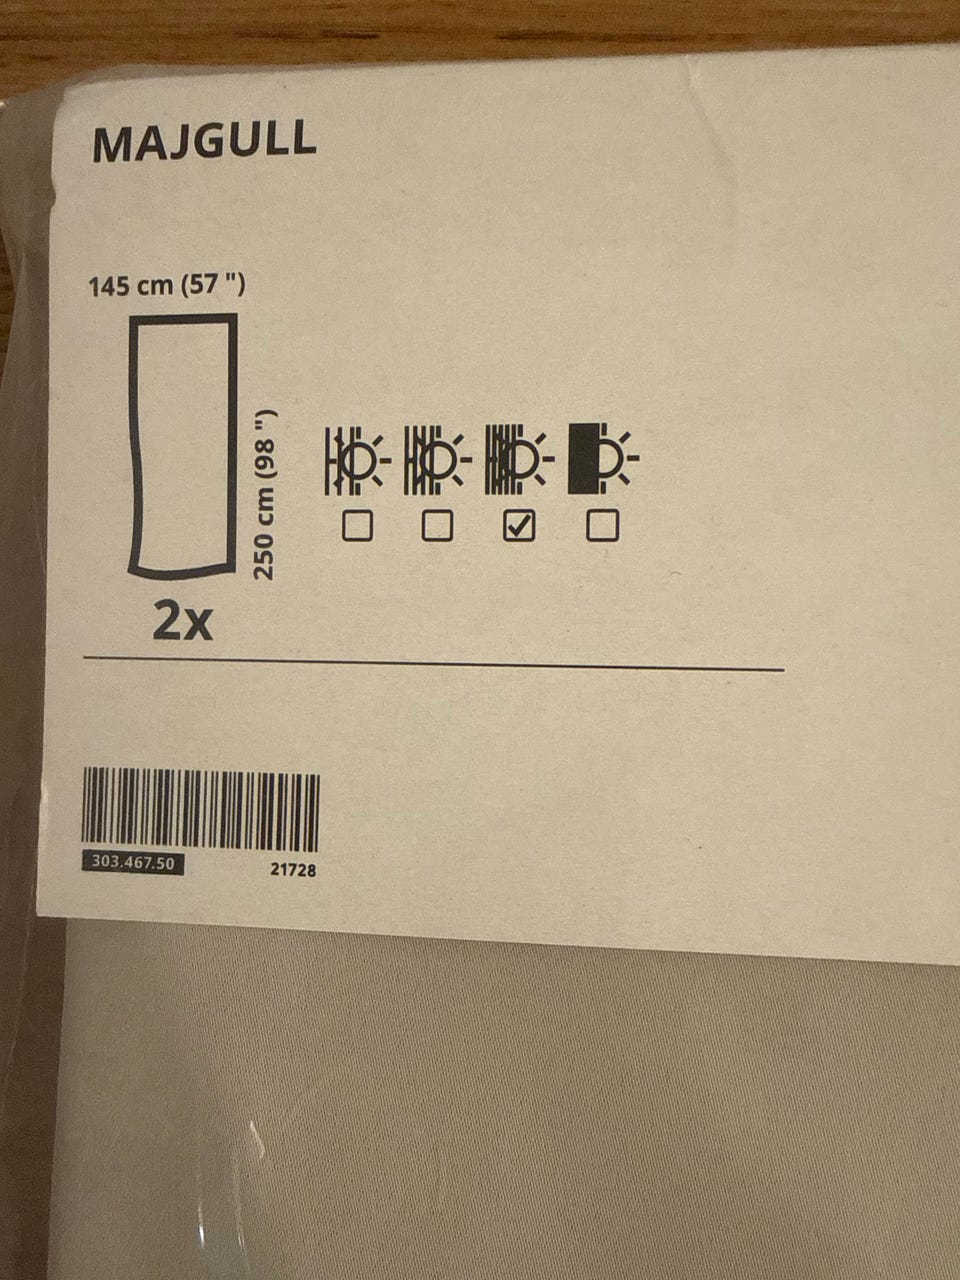 MAJGULL
145 cm (57 ")
250 cm (98 ")
2x
303.467.50
21728